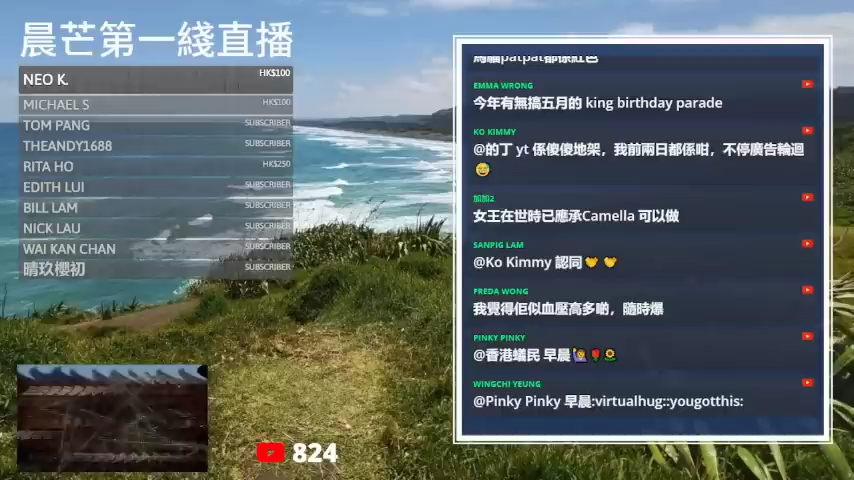 晨芒第一綫直播
NEO K. HK$100
MICHAEL S HK$100
TOM PANG SUBSCRIBER
THEANDY1688 SUBSCRIBER
RITA HO HK$250
EDITH LUI SUBSCRIBER
BILL LAM SUBSCRIBER
NICK LAU SUBSCRIBER
WAI KAN CHAN SUBSCRIBER
晴玖櫻初 SUBSCRIBER
824
EMMA WRONG
今年有無搞五月的 king birthday parade
KO KIMMY
@的丁 yt 係傻傻地架，我前兩日都係咁，不停廣告輪迴
😅
加加2
女王在世時已應承Camella 可以做
SANPIG LAM
@Ko Kimmy 認同
FREDA WONG
我覺得佢似血壓高多啲，隨時爆
PINKY PINKY
@香港蟻民 早晨🙋🌹🌻
WINGCHI YEUNG
@Pinky Pinky 早晨:virtualhug::yougotthis: